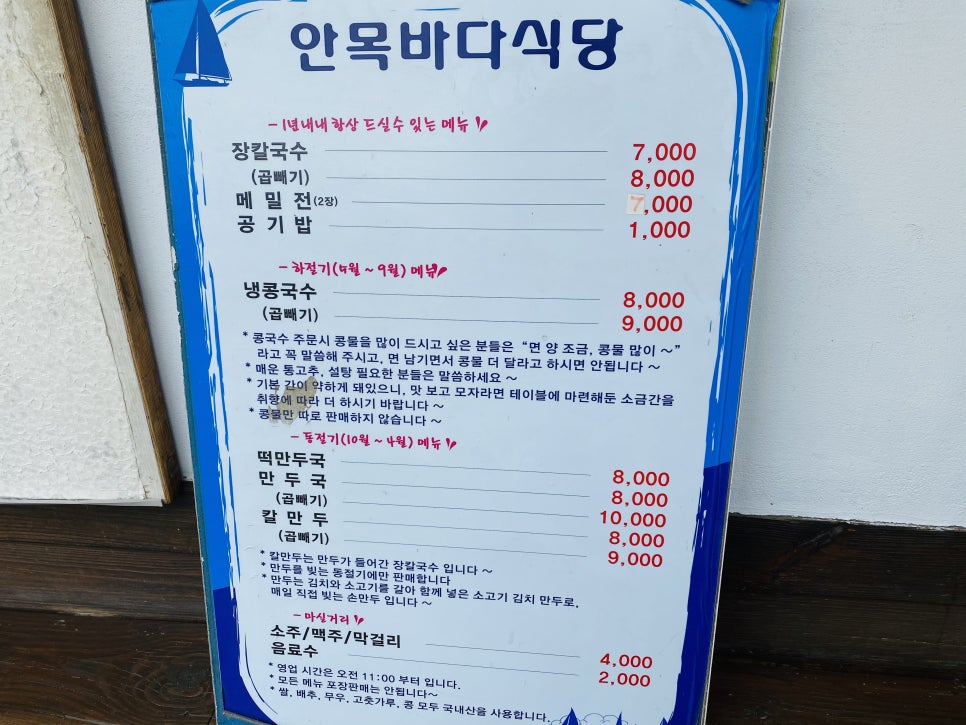 안목바다식당
- 1년내내 항상 드실수 있는 메뉴
장칼국수 7,000
(곱빼기) 8,000
메 밀 전(2장) 7,000
공 기 밥 1,000
- 하절기(4월 ~ 9월) 메뉴
냉콩국수 8,000
(곱빼기) 9,000
* 콩국수 주문시 콩물을 많이 드시고 싶은 분들은 “면 양 조금, 콩물 많이 ~”
라고 꼭 말씀해 주시고, 면 남기면서 콩물 더 달라고 하시면 안됩니다 ~
* 매운 통고추, 설탕 필요한 분들은 말씀하세요 ~
* 기본 간이 약하게 돼있으니, 맛 보고 모자라면 테이블에 마련해둔 소금간을
취향에 따라 더 하시기 바랍니다 ~
* 콩물만 따로 판매하지 않습니다 ~
- 동절기(10월 ~ 4월) 메뉴
떡만두국 8,000
만 두 국 8,000
(곱빼기) 10,000
칼 만 두 8,000
(곱빼기) 9,000
* 칼만두는 만두가 들어간 장칼국수 입니다 ~
* 만두를 빚는 동절기에만 판매합니다
* 만두는 김치와 소고기를 갈아 함께 넣은 소고기 김치 만두로,
매일 직접 빚는 손만두 입니다 ~
- 마실거리
소주/맥주/막걸리 4,000
음료수 2,000
* 영업 시간은 오전 11:00 부터 입니다.
* 모든 메뉴 포장판매는 안됩니다~
* 쌀, 배추, 무우, 고춧가루, 콩 모두 국내산을 사용합니다.